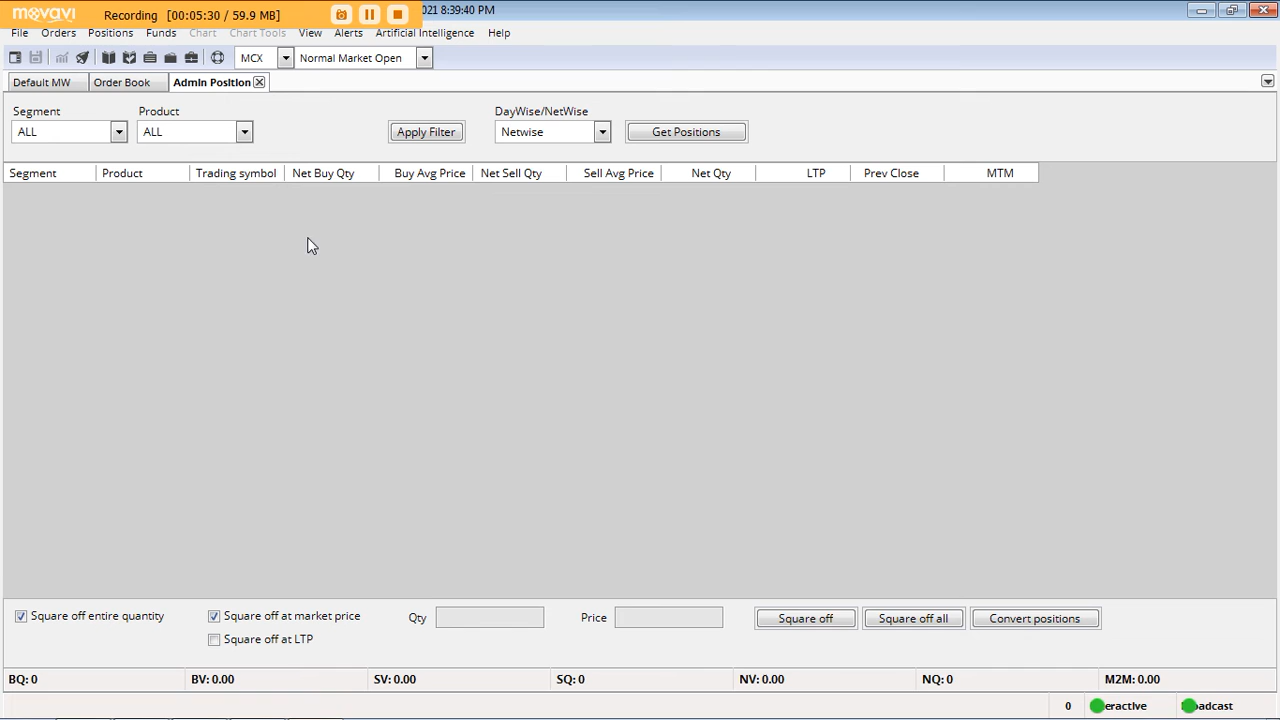 movavi Recording [00:05:30 / 59.9 MB] 2021 8:39:40 PM
File Orders Positions Funds Chart Chart Tools View Alerts Artificial Intelligence Help
MCX Normal Market Open
Default MW Order Book Admin Position
Segment Product DayWise/NetWise
ALL ALL Apply Filter Netwise Get Positions
Segment Product Trading symbol Net Buy Qty Buy Avg Price Net Sell Qty Sell Avg Price Net Qty LTP Prev Close MTM
Square off entire quantity Square off at market price Qty Price Square off Square off all Convert positions
Square off at LTP
BQ: 0 BV: 0.00 SV: 0.00 SQ: 0 NV: 0.00 NQ: 0 M2M: 0.00
0 eractive adcast